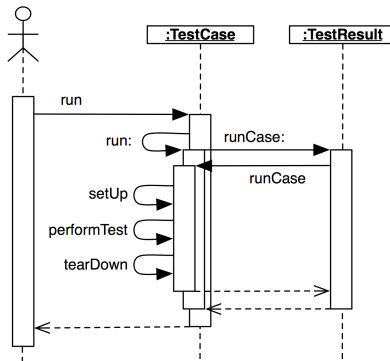 :TestCase
:TestResult
run
run:
runCase:
runCase
setUp
performTest
tearDown